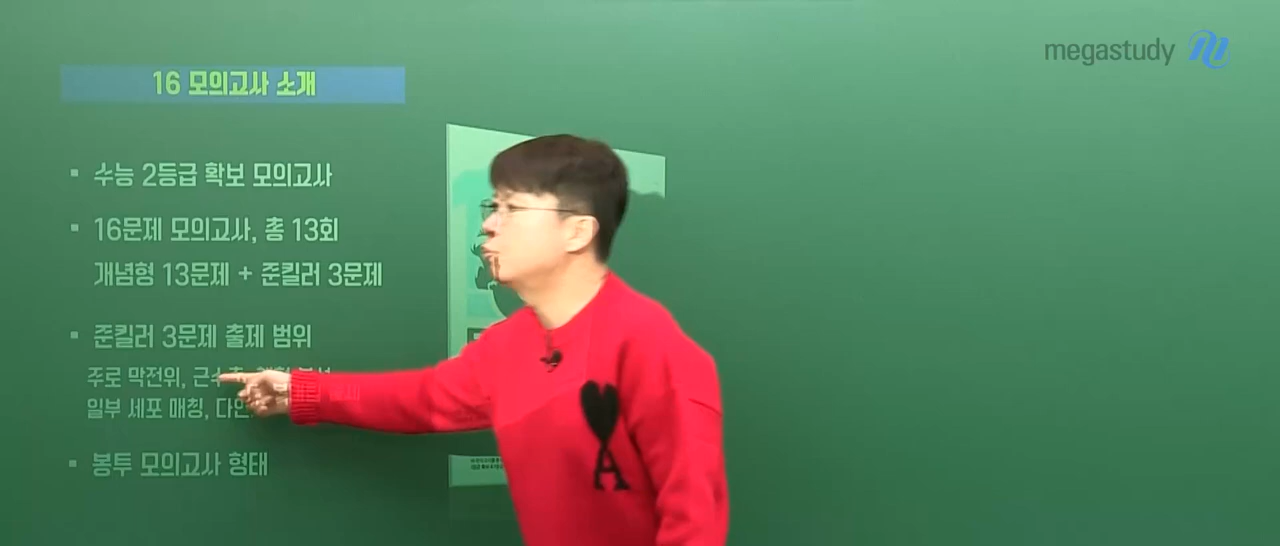 megastudy
16 모의고사 소개
▪ 수능 2등급 확보 모의고사
▪ 16문제 모의고사, 총 13회
개념형 13문제 + 준킬러 3문제
▪ 준킬러 3문제 출제 범위
주로 막전위,
일부 세포 매칭,
▪ 봉투 모의고사 형태
A